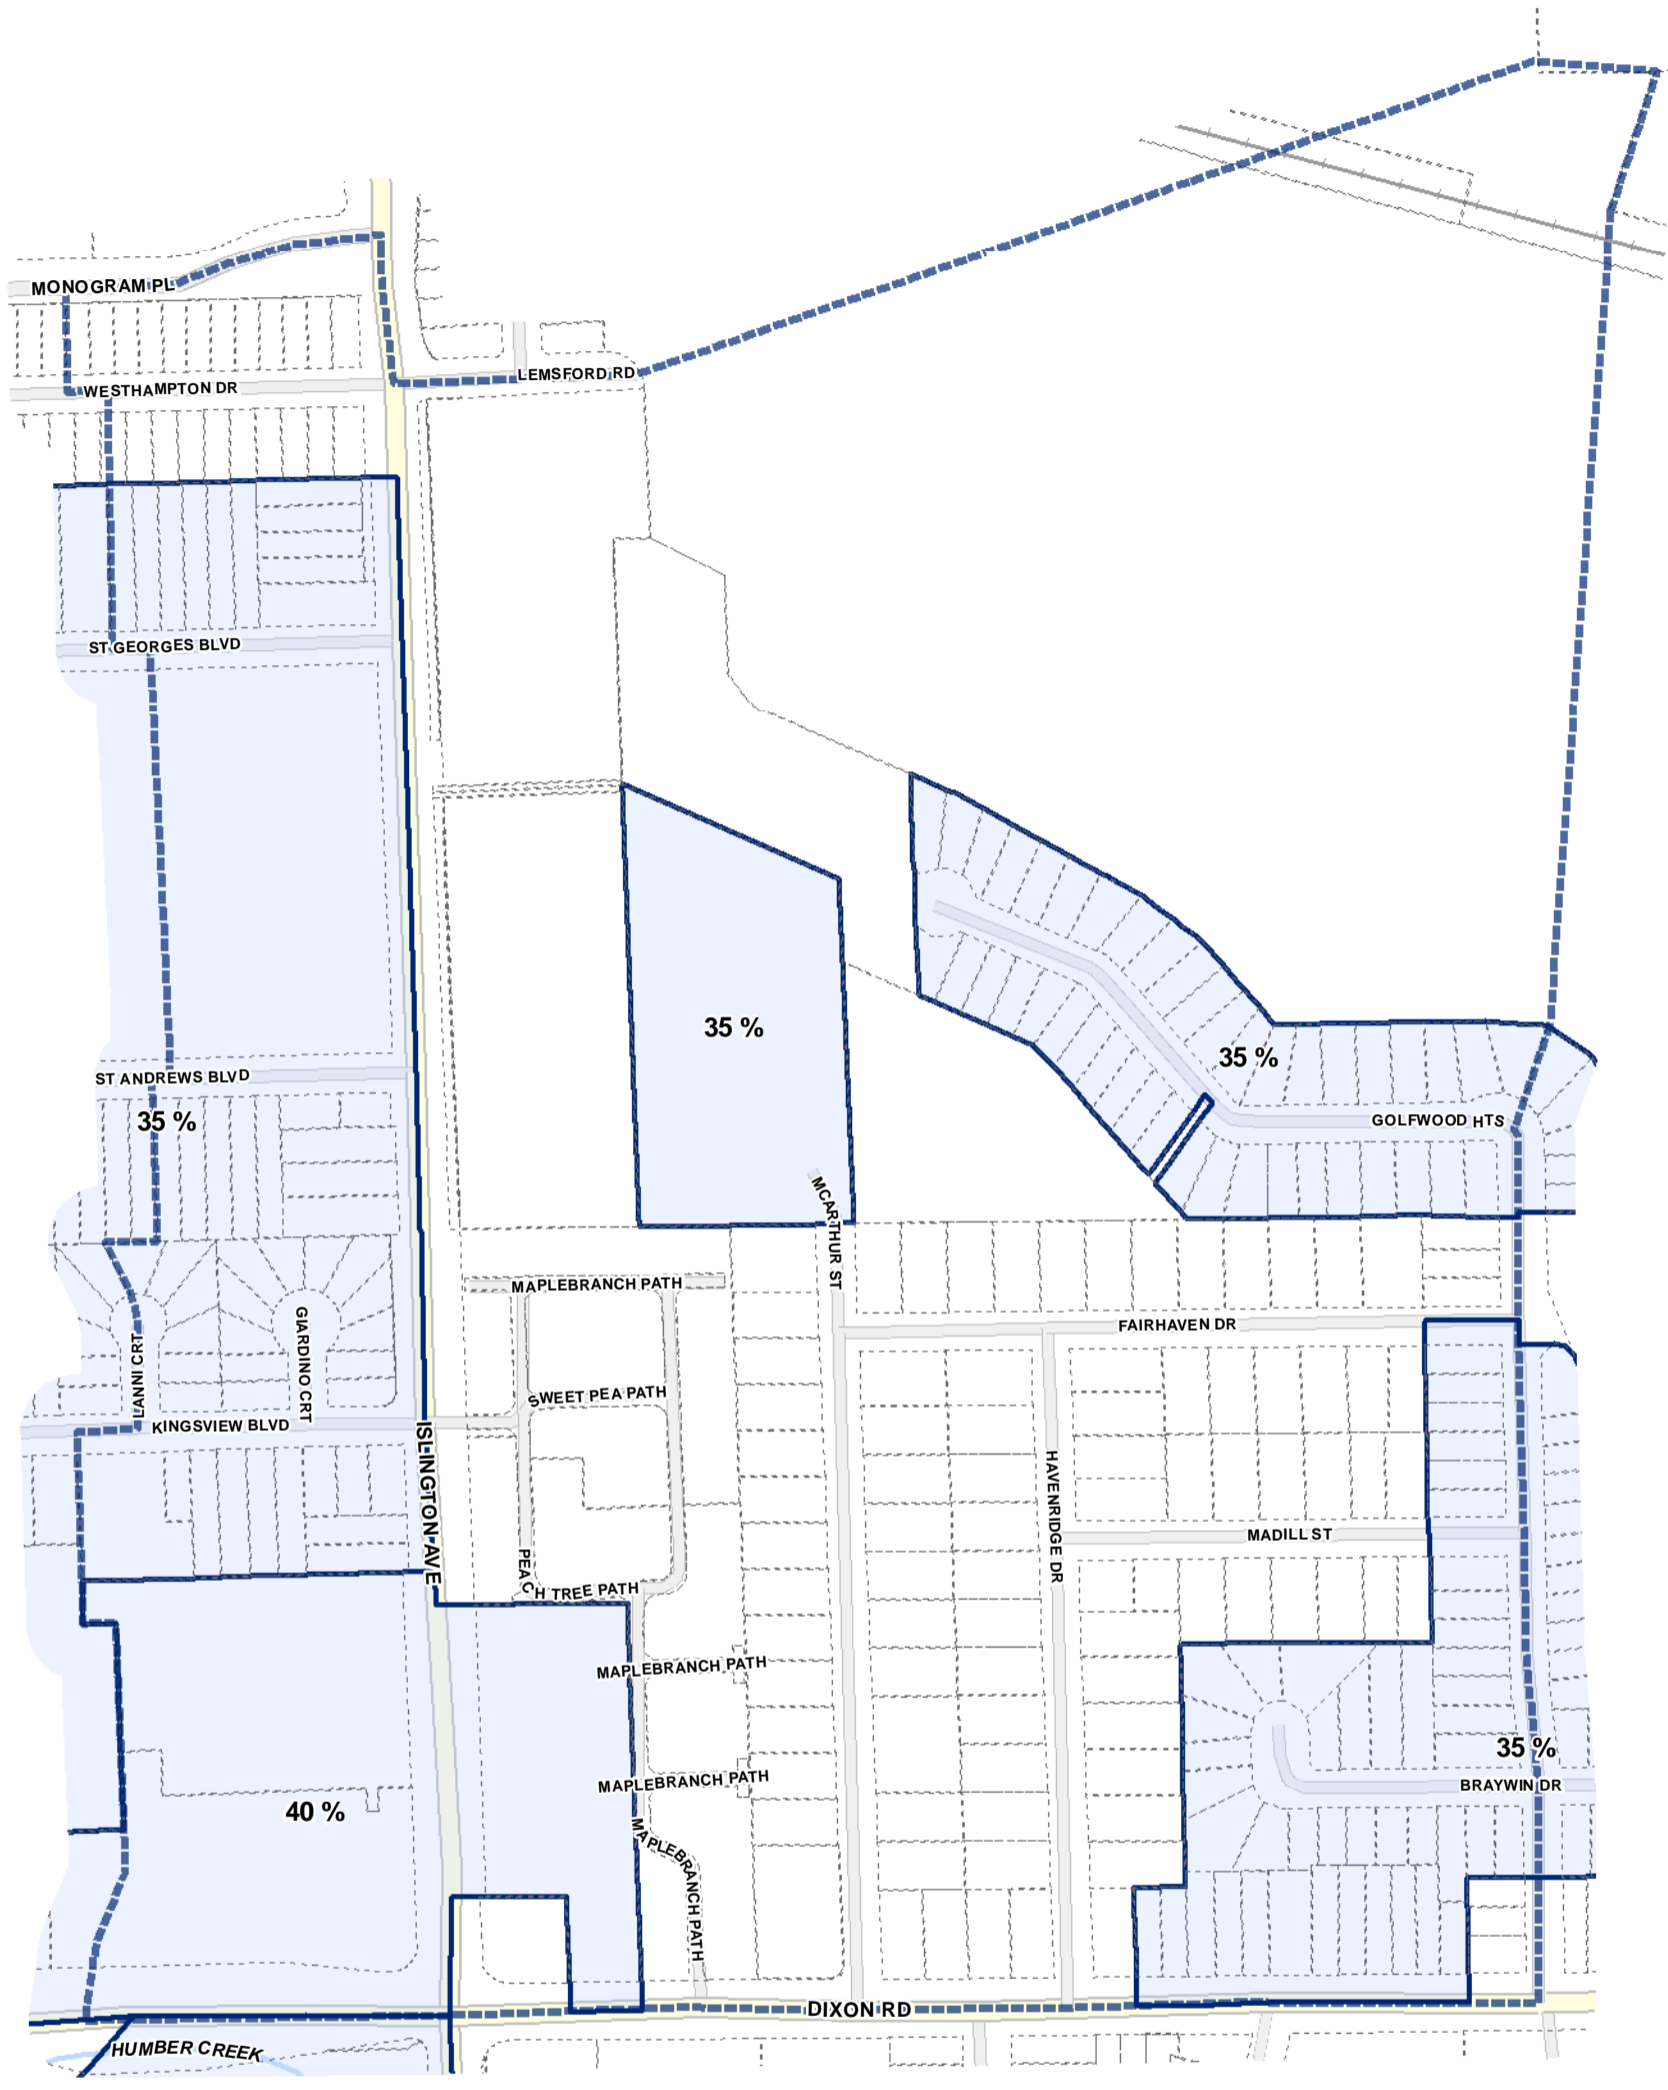 MONOGRAM PL
LEMSFORD RD
WESTHAMPTON DR
ST GEORGES BLVD
35 %
35 %
ST ANDREWS BLVD
35 %
GOLFWOOD HTS
MCARTHUR ST
MAPLEBRANCH PATH
GIARDINO CRT
LANNI CRT
FAIRHAVEN DR
SWEET PEA PATH
KINGSVIEW BLVD
ISLINGTON AVE
HAVENRIDGE DR
MADILL ST
PEACH TREE PATH
MAPLEBRANCH PATH
35 %
MAPLEBRANCH PATH
BRAYWIN DR
40 %
MAPLEBRANCH PATH
DIXON RD
HUMBER CREEK